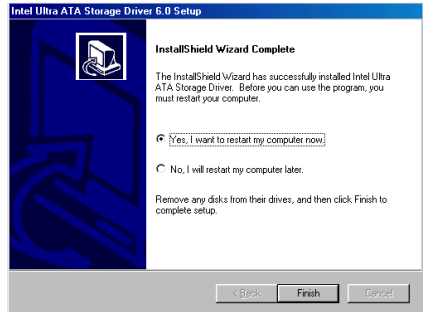 Intel Ultra ATA Storage Driver 6.0 Setup
InstallShield Wizard Complete
The InstallShield Wizard has successfully installed Intel Ultra
ATA Storage Driver. Before you can use the program, you
must restart your computer.
Yes, I want to restart my computer now.
No, I will restart my computer later.
Remove any disks from their drives, and then click Finish to
complete setup.
< Back Finish Cancel